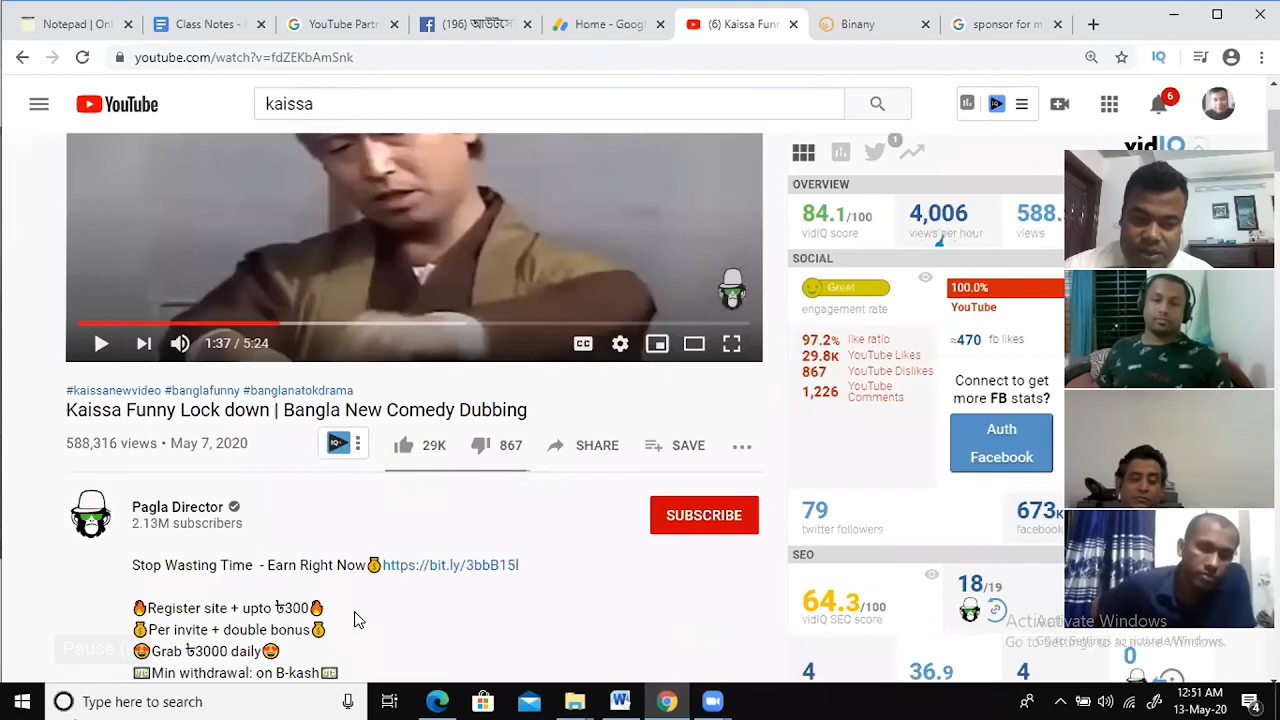 Notepad | Onl
Class Notes -
YouTube Partr
(196) আউটসো
Home - Googl
(6) Kaissa Funr
Binany
sponsor for m
youtube.com/watch?v=fdZEKbAmSnk
YouTube
kaissa
6
1
vidIQ
OVERVIEW
84.1/100
vidIQ score
4,006
views per hour
588.
views
SOCIAL
Great
engagement rate
100.0%
YouTube
97.2% like ratio
29.8K YouTube Likes
867 YouTube Dislikes
1,226 YouTube Comments
≈470 fb likes
Connect to get
more FB stats?
Auth
Facebook
1:37 / 5:24
#kaissanewvideo #banglafunny #banglanatokdrama
Kaissa Funny Lock down | Bangla New Comedy Dubbing
588,316 views • May 7, 2020
29K
867
SHARE
SAVE
79
twitter followers
673K
facebook
Pagla Director
2.13M subscribers
SUBSCRIBE
SEO
64.3/100
vidIQ SEO score
18/19
Stop Wasting Time - Earn Right Now💰https://bit.ly/3bbB15l
🔥Register site + upto ৳300🔥
💰Per invite + double bonus💰
🤩Grab ৳3000 daily🤩
💵Min withdrawal: on B-kash💵
Pause
4
36.9
4
0
Activate Windows
Go to Settings to activate Windows.
Type here to search
12:51 AM
13-May-20
4